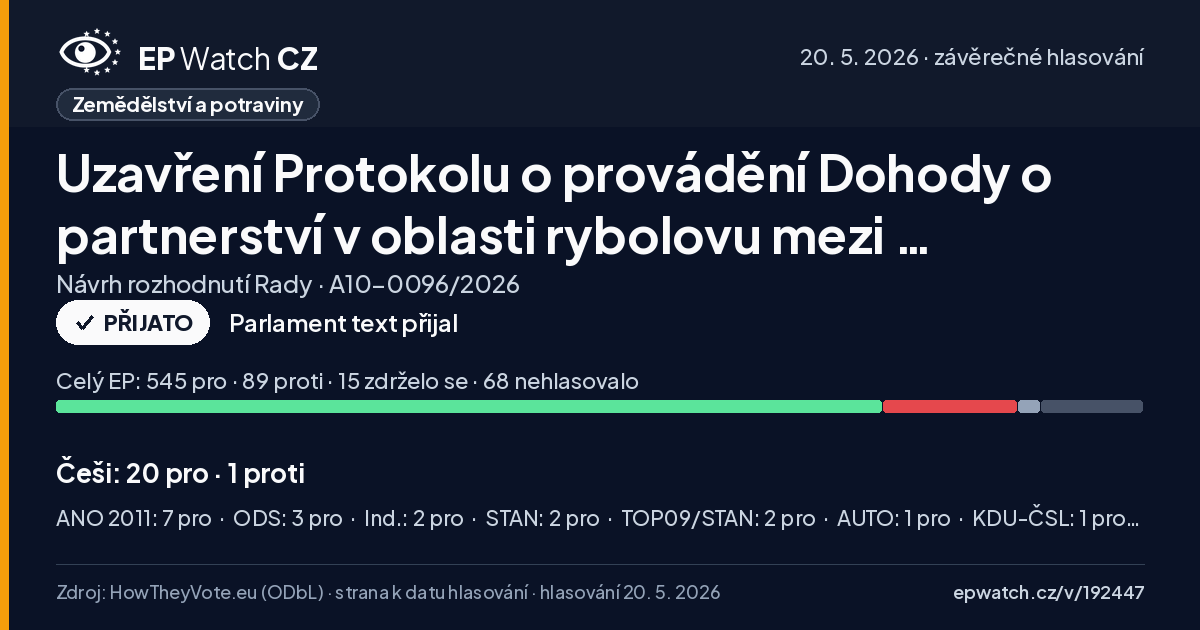 EP Watch CZ
20. 5. 2026 · závěrečné hlasování
Zemědělství a potraviny
Uzavření Protokolu o provádění Dohody o
partnerství v oblasti rybolovu mezi …
Návrh rozhodnutí Rady · A10–0096/2026
✓ PŘIJATO Parlament text přijal
Celý EP: 545 pro · 89 proti · 15 zdrželo se · 68 nehlasovalo
Češi: 20 pro · 1 proti
ANO 2011: 7 pro · ODS: 3 pro · Ind.: 2 pro · STAN: 2 pro · TOP09/STAN: 2 pro · AUTO: 1 pro · KDU-ČSL: 1 pro…
Zdroj: HowTheyVote.eu (ODbL) · strana k datu hlasování · hlasování 20. 5. 2026
epwatch.cz/v/192447